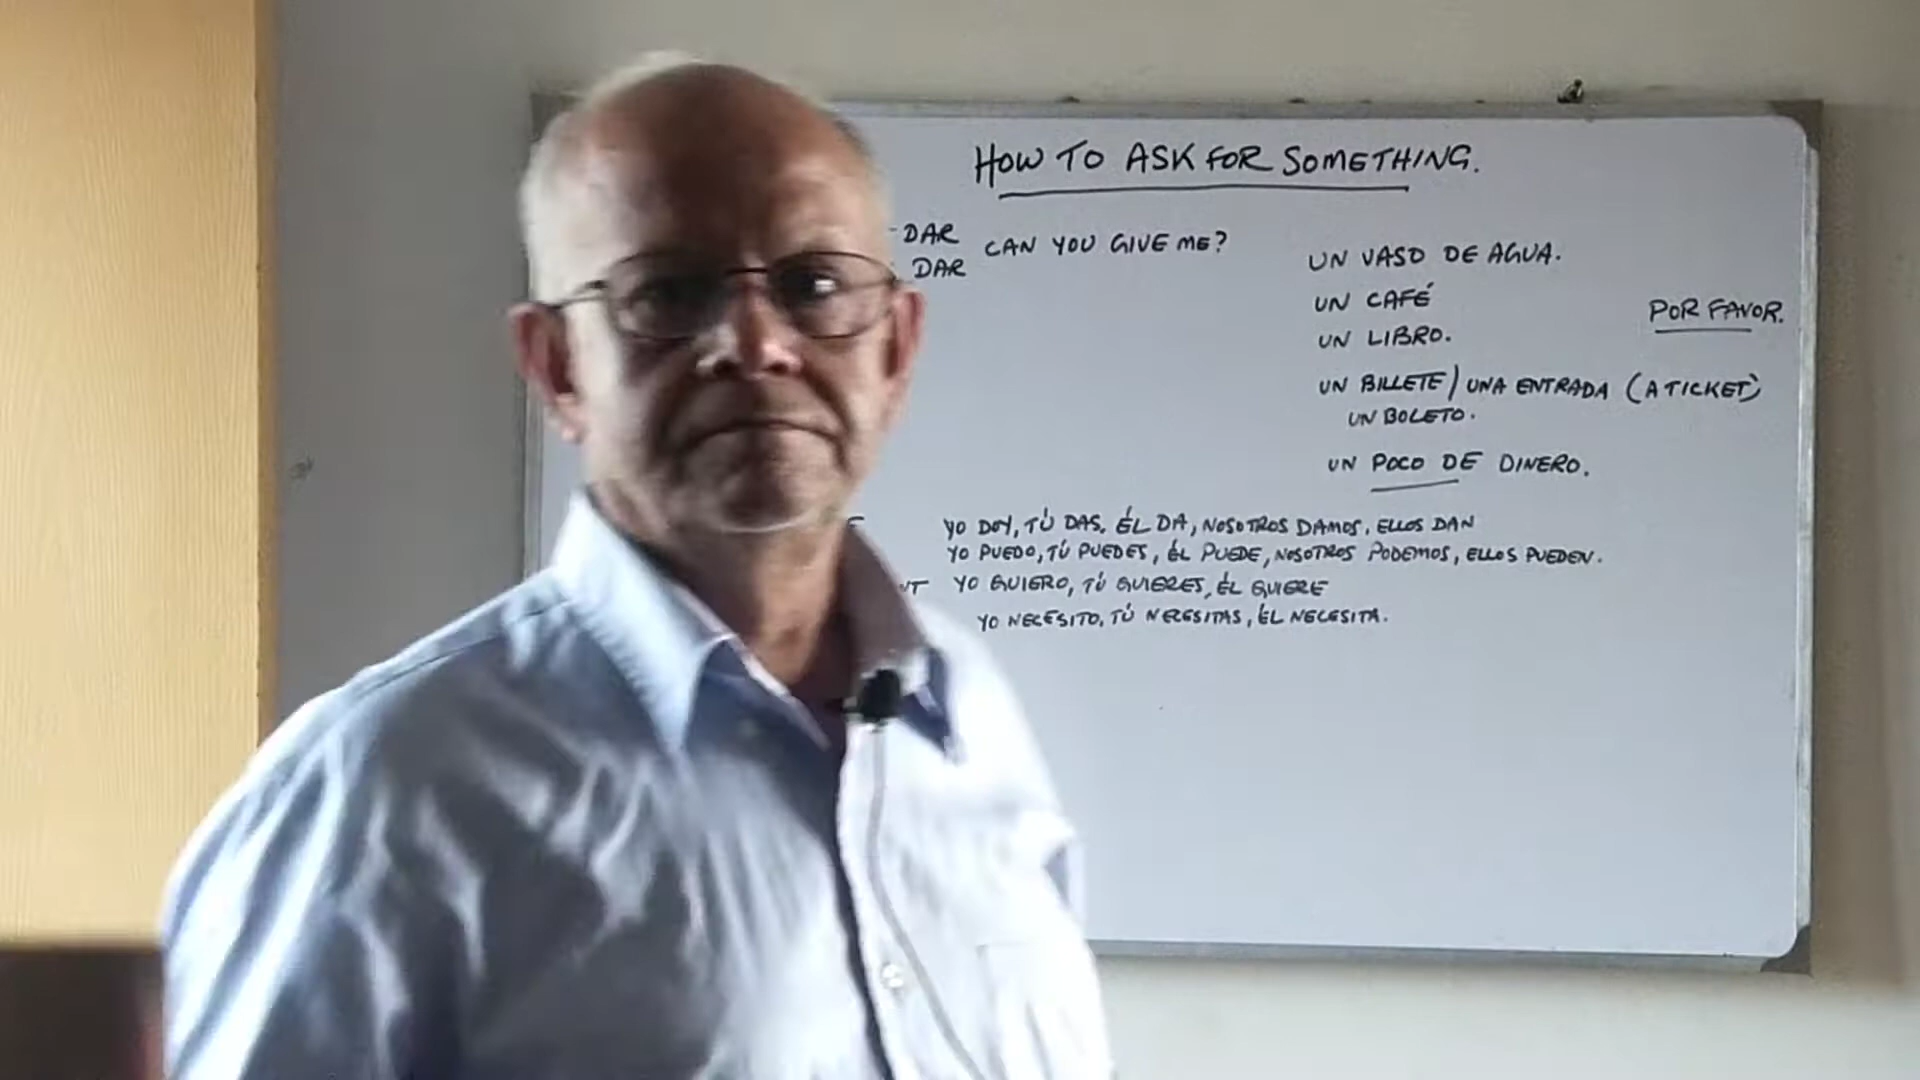 HOW TO ASK FOR SOMETHING.
DAR
DAR
CAN YOU GIVE ME?
UN VASO DE AGUA.
UN CAFÉ
UN LIBRO.
POR FAVOR.
UN BILLETE / UNA ENTRADA (A TICKET)
UN BOLETO.
UN POCO DE DINERO.
YO DOY, TÚ DAS, ÉL DA, NOSOTROS DAMOS, ELLOS DAN
YO PUEDO, TÚ PUEDES, ÉL PUEDE, NOSOTROS PODEMOS, ELLOS PUEDEN.
YO QUIERO, TÚ QUIERES, ÉL QUIERE
YO NECESITO, TÚ NECESITAS, ÉL NECESITA.